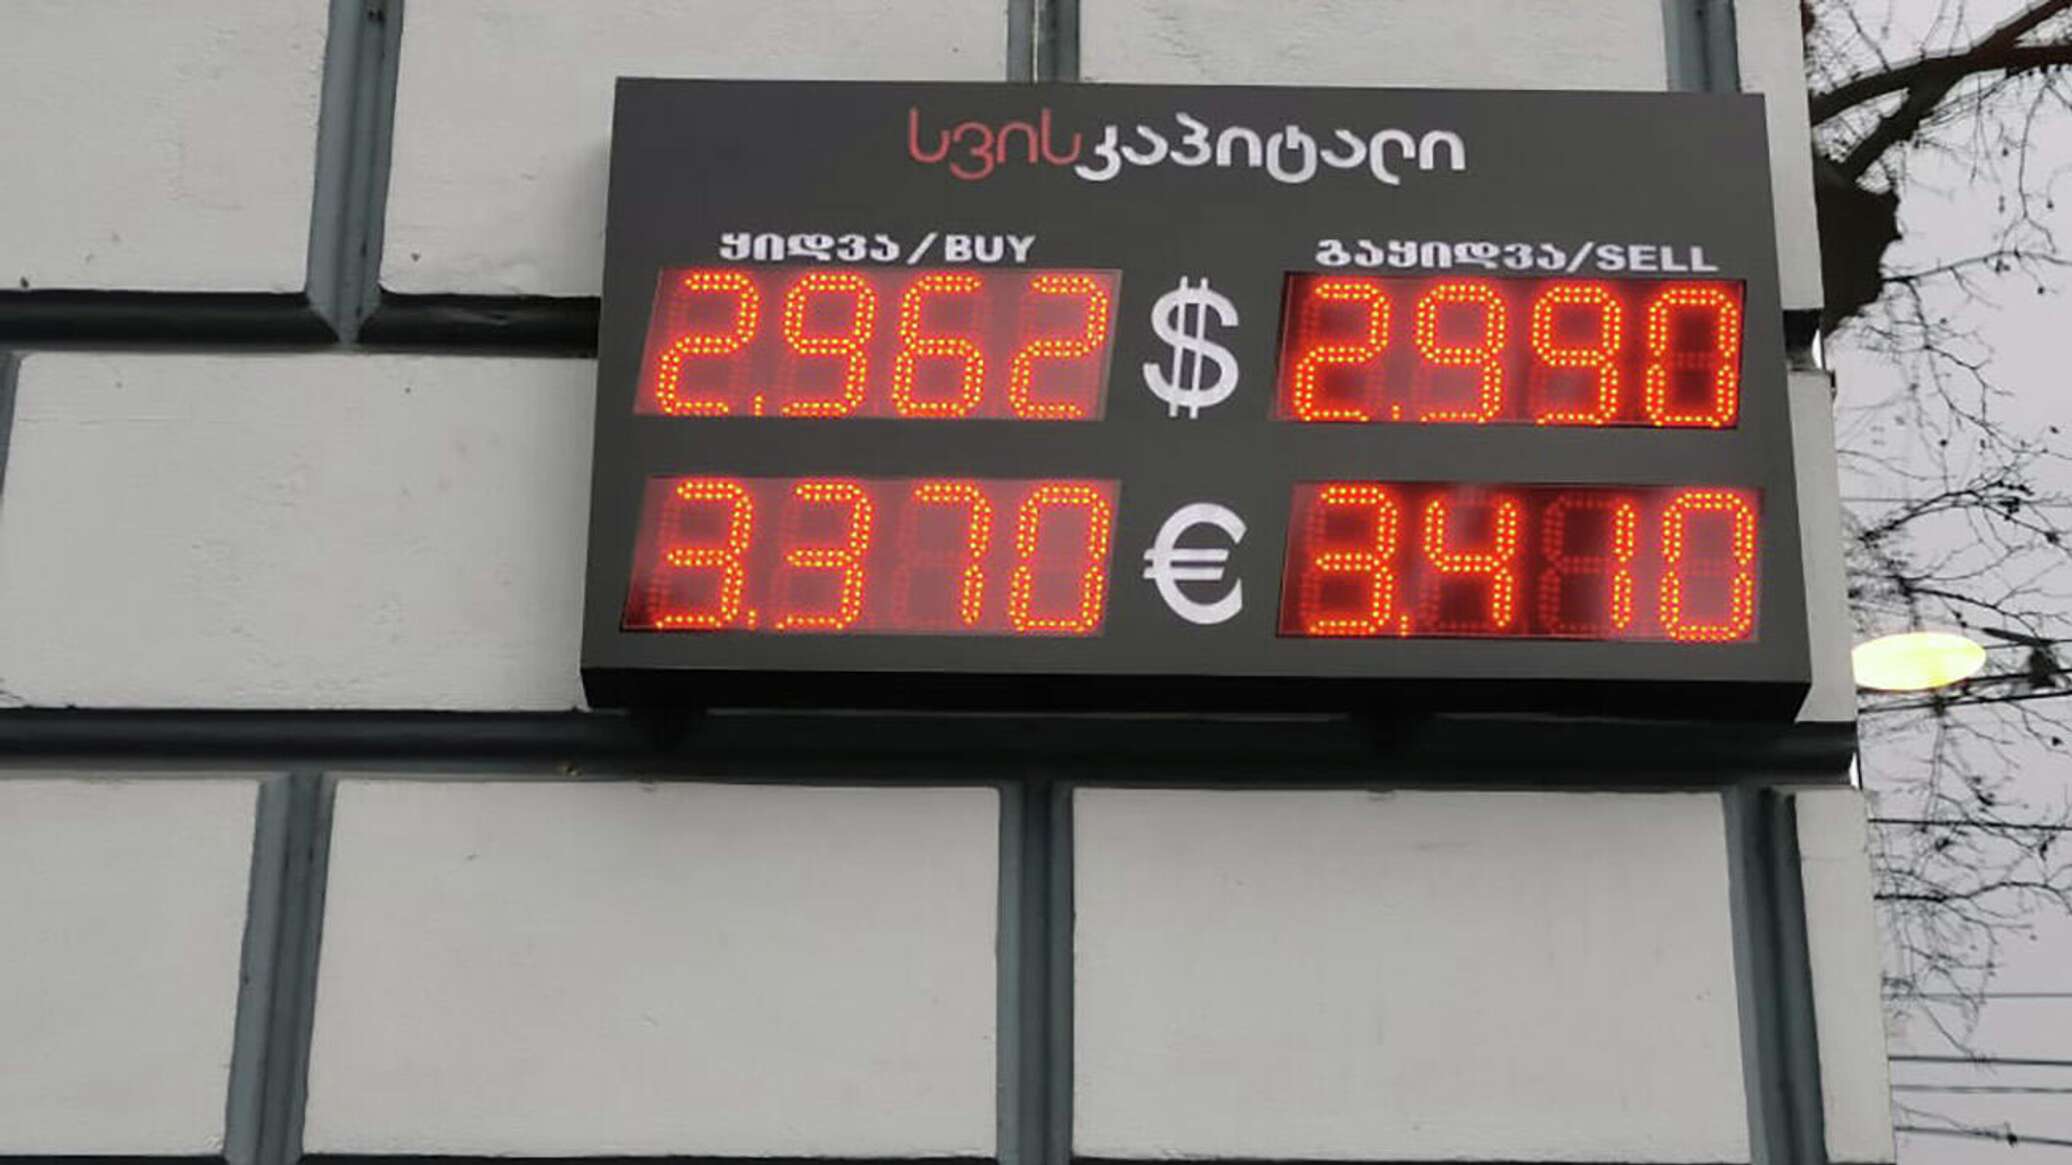 სვისკაპიტალი
ყიდვა/BUY გაყიდვა/SELL
2.962 $ 2.990
3.370 € 3.410